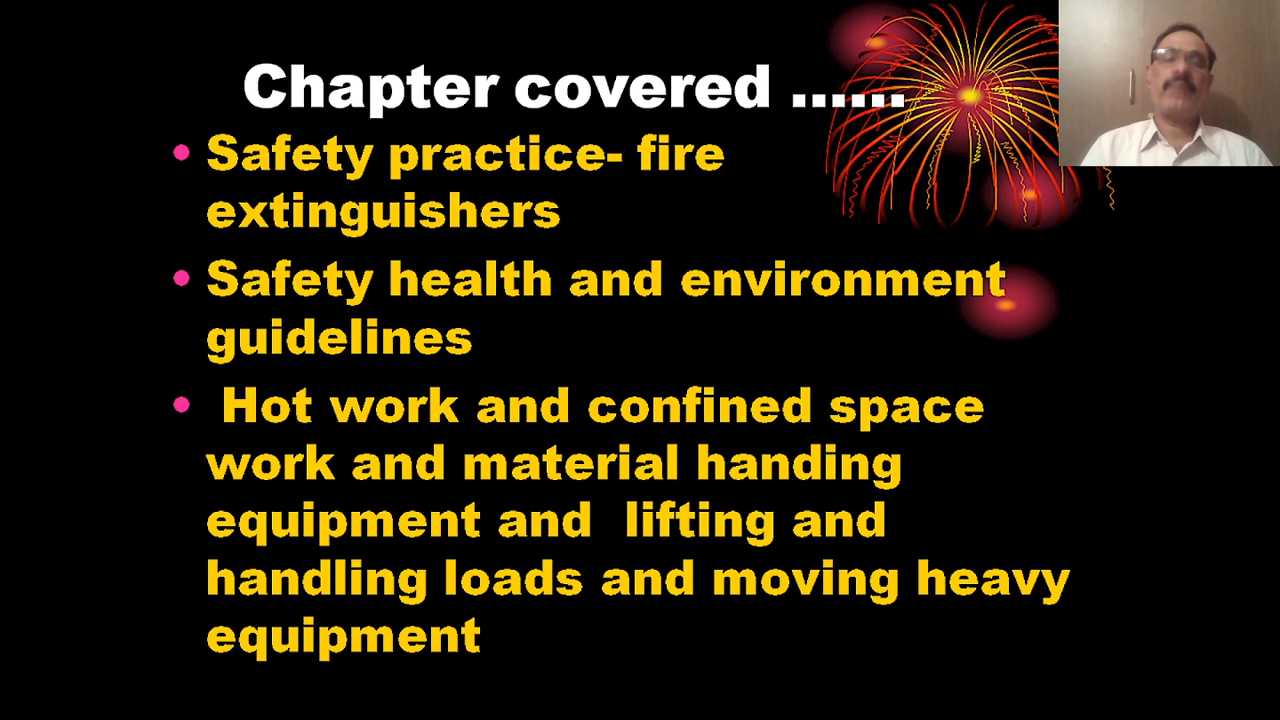 Chapter covered ......
• Safety practice- fire
extinguishers
• Safety health and environment
guidelines
• Hot work and confined space
work and material handing
equipment and  lifting and
handling loads and moving heavy
equipment